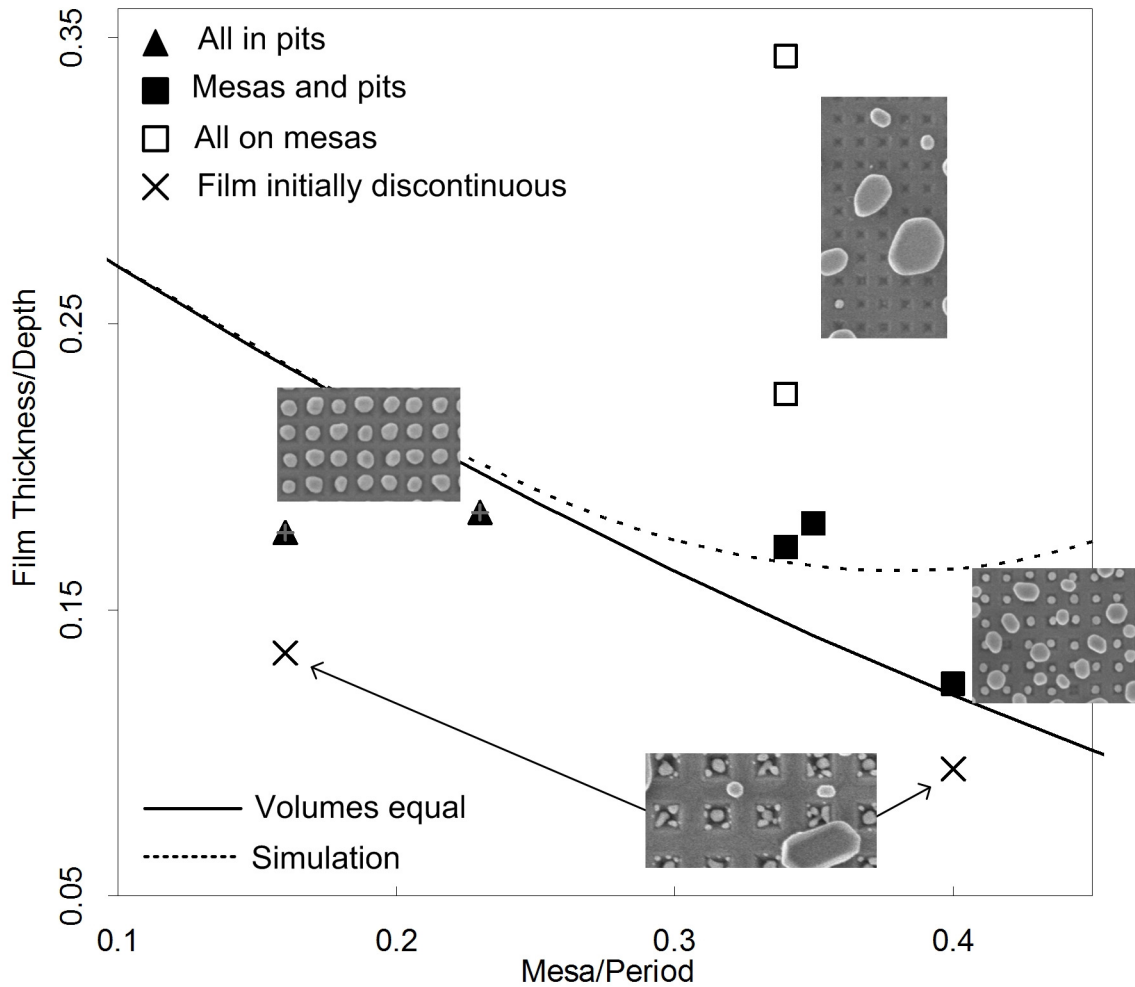 0.35
All in pits
Mesas and pits
All on mesas
Film initially discontinuous
0.25
Film Thickness/Depth
0.15
Volumes equal
Simulation
0.05
0.1 0.2 0.3 0.4
Mesa/Period